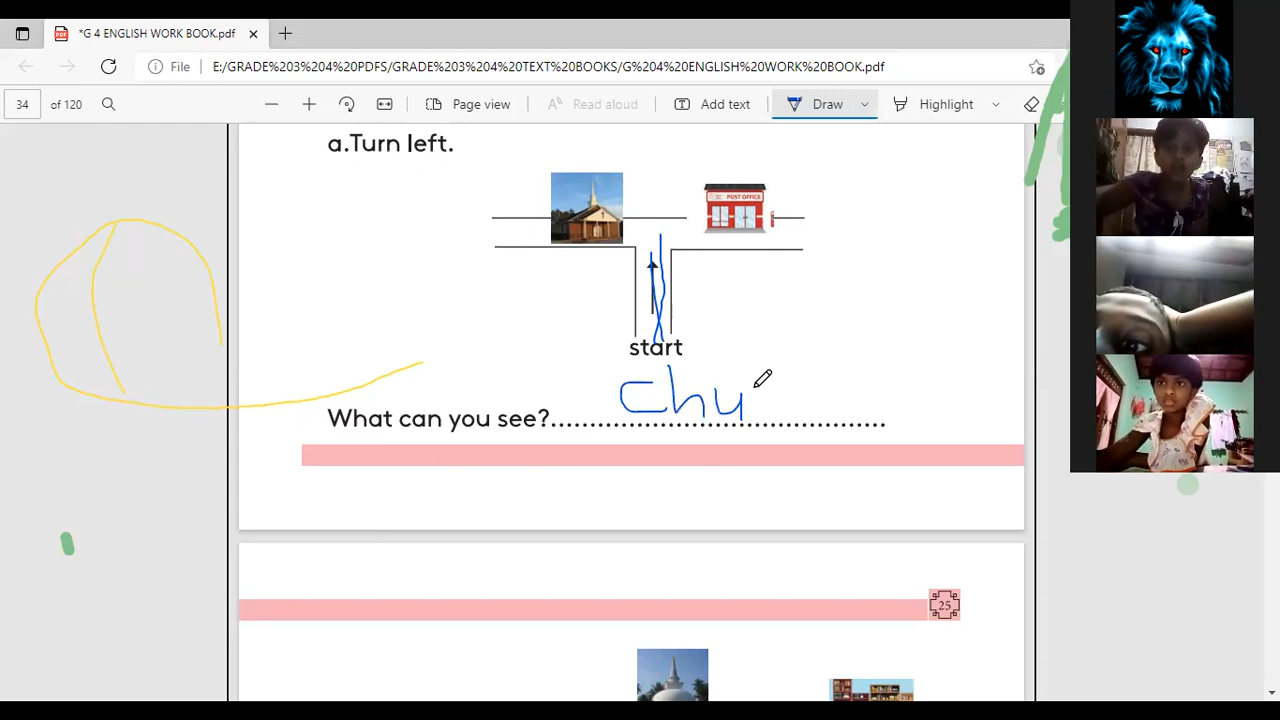 *G 4 ENGLISH WORK BOOK.pdf
File E:/GRADE%203%204%20PDFS/GRADE%203%204%20TEXT%20BOOKS/G%204%20ENGLISH%20WORK%20BOOK.pdf
34 of 120 Page view Read aloud Add text Draw Highlight
a.Turn left.
POST OFFICE
start
Chu
What can you see?.............................................
25